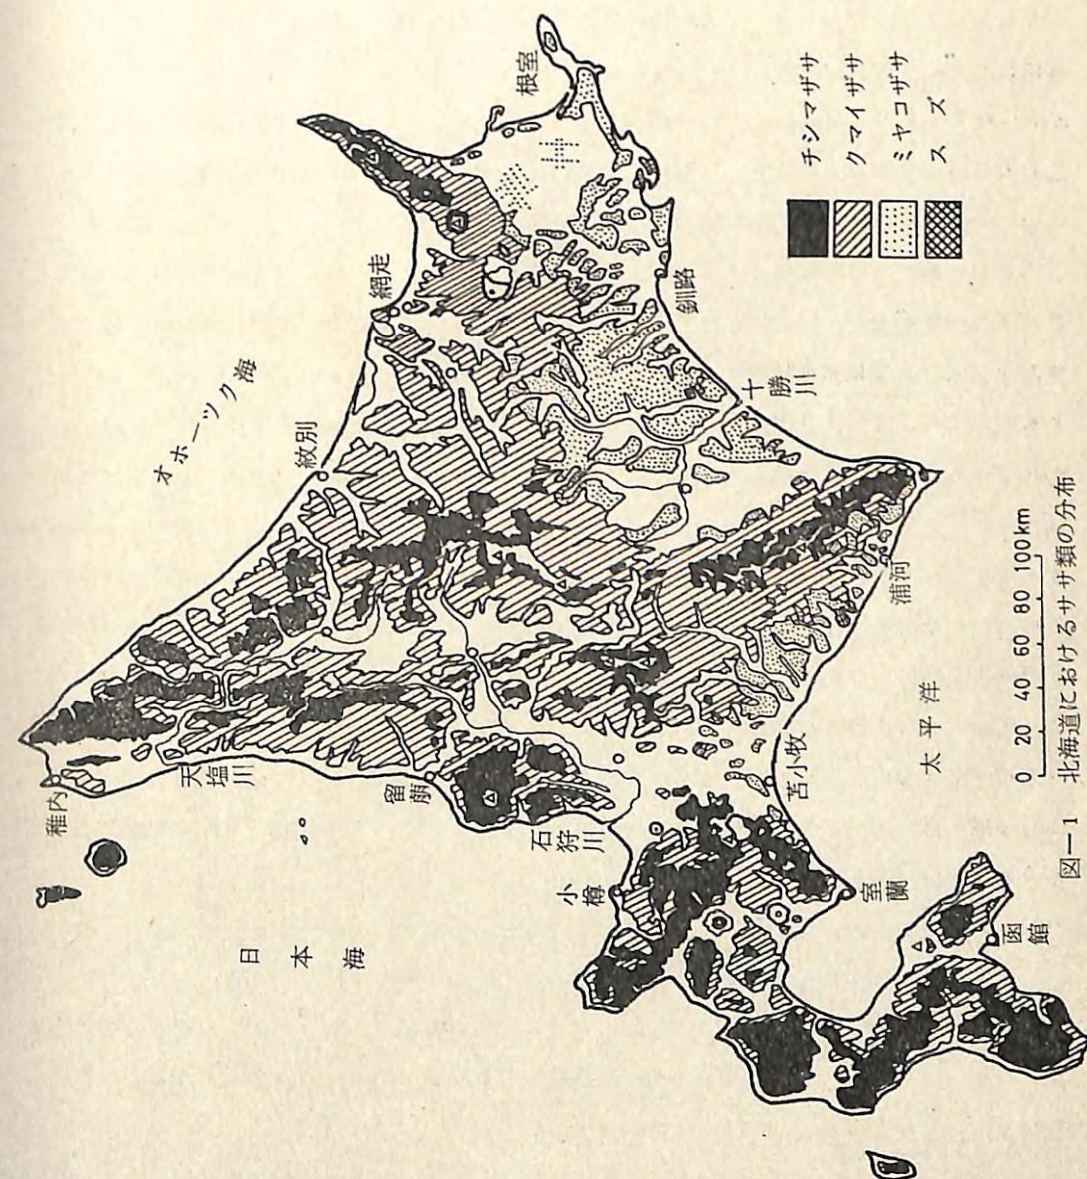 オホーツク海
日本海
太平洋
稚内
天塩川
留萠
石狩川
小樽
室蘭
函館
苫小牧
浦河
十勝川
釧路
根室
網走
紋別
チシマザサ
クマイザサ
ミヤコザサ
スズ
0 20 40 60 80 100km
図-1 北海道におけるササ類の分布